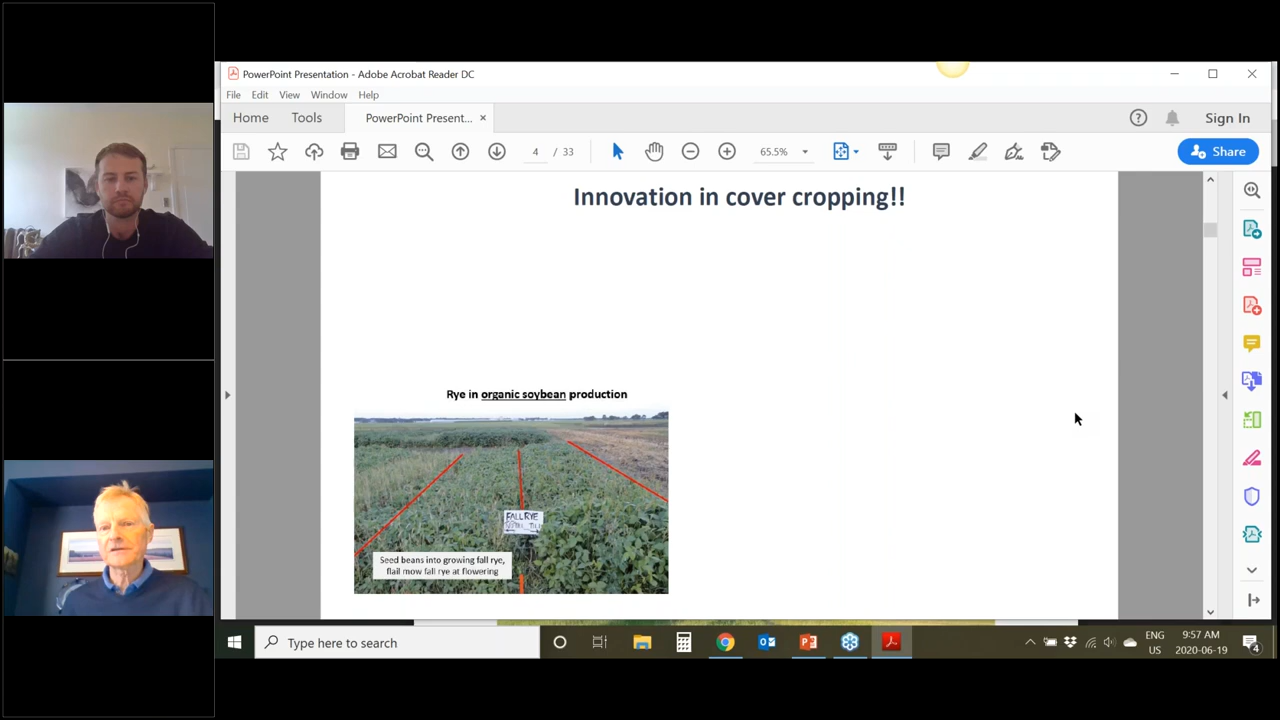 PowerPoint Presentation - Adobe Acrobat Reader DC
File Edit View Window Help
Home Tools PowerPoint Present... × Sign In
4 / 33 65.5% Share
Innovation in cover cropping!!
Rye in organic soybean production
FALL RYE
Seed beans into growing fall rye,
flail mow fall rye at flowering
Type here to search
ENG
US
9:57 AM
2020-06-19
4